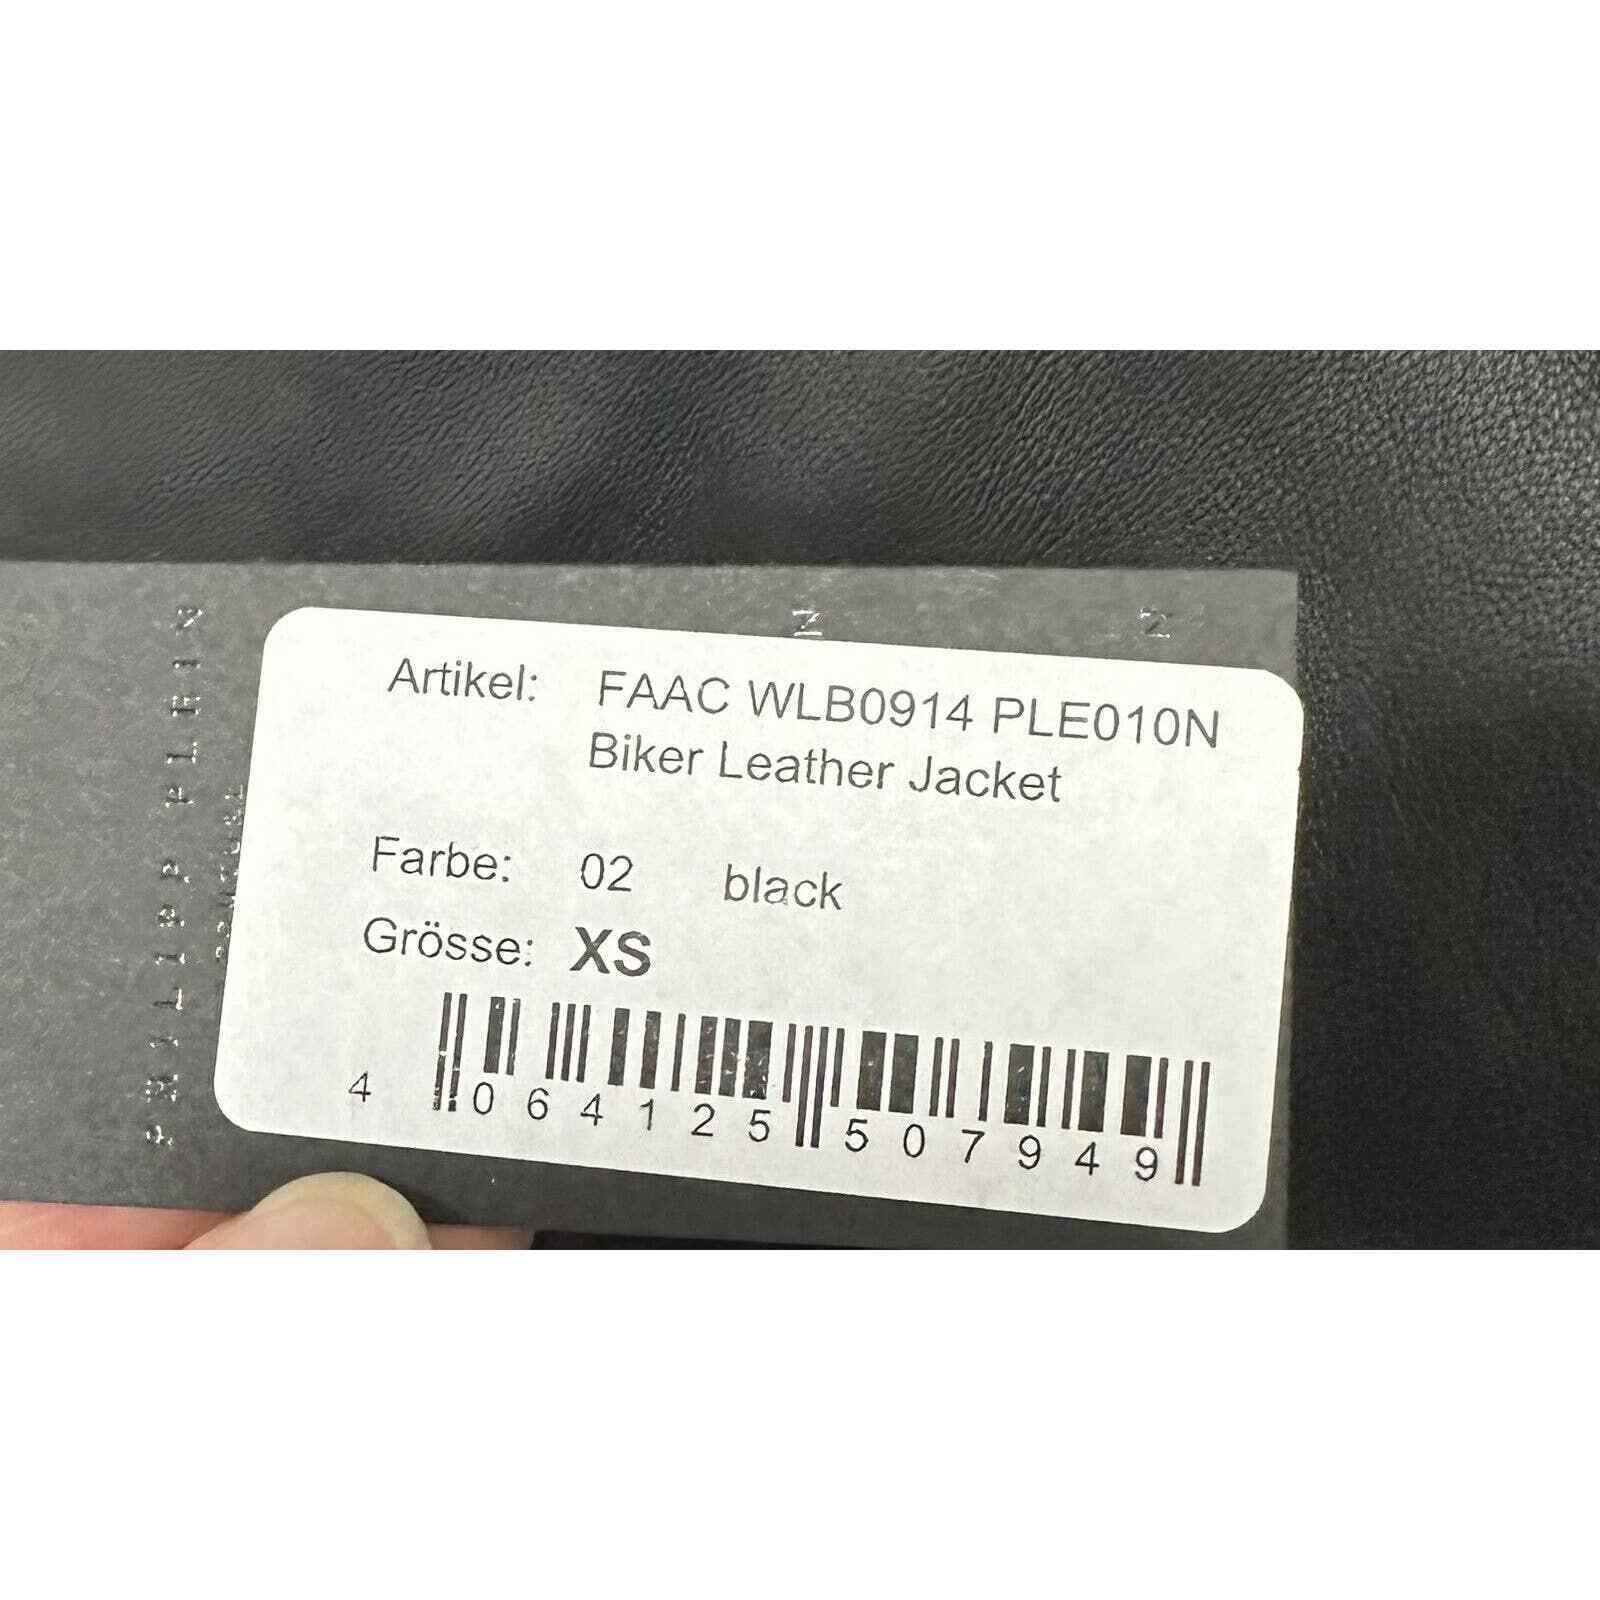 Artikel: FAAC WLB0914 PLE010N
Biker Leather Jacket
Farbe: 02 black
Grösse: XS
4 064125 507949
PHILIPP PLEIN